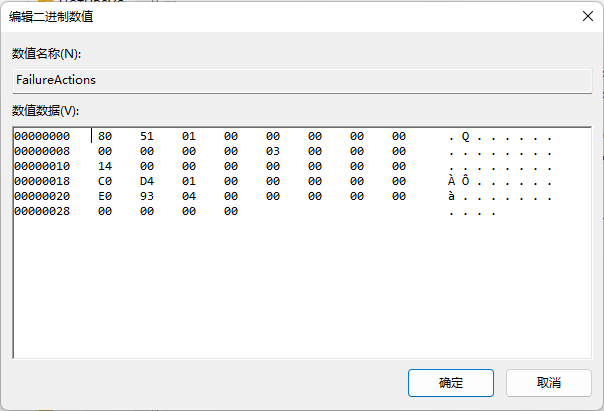 编辑二进制数值
数值名称(N):
FailureActions
数值数据(V):
00000000 80 51 01 00 00 00 00 00 . Q . . . . . .
00000008 00 00 00 00 03 00 00 00 . . . . . . . .
00000010 14 00 00 00 01 00 00 00 . . . . . . . .
00000018 C0 D4 01 00 00 00 00 00 À Ô . . . . . .
00000020 E0 93 04 00 00 00 00 00 à . . . . . . .
00000028 00 00 00 00 . . . .
确定
取消